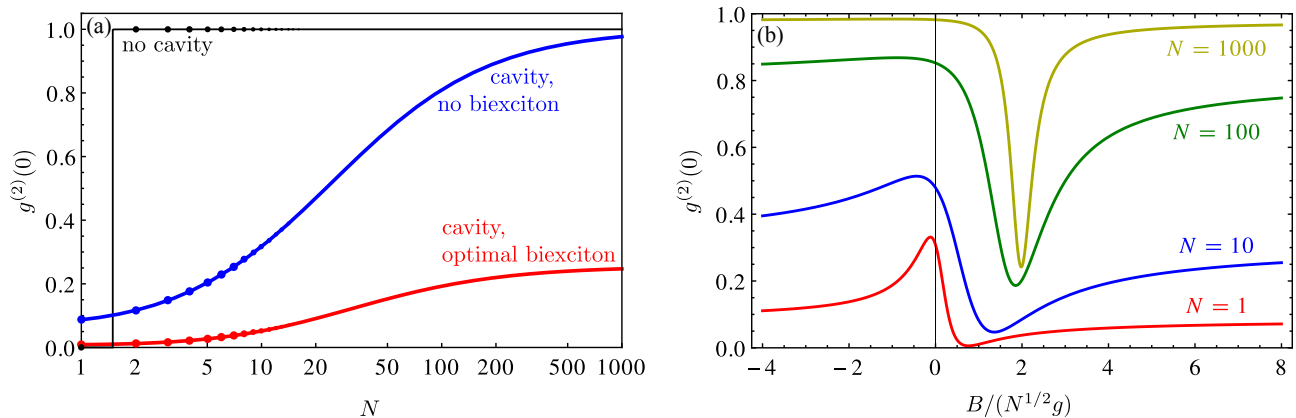 (a)
no cavity
cavity,
no biexciton
cavity,
optimal biexciton
g^{(2)}(0)
1.0
0.8
0.6
0.4
0.2
0.0
1 2 5 10 20 50 100 200 500 1000
N
(b)
N = 1000
N = 100
N = 10
N = 1
g^{(2)}(0)
1.0
0.8
0.6
0.4
0.2
0.0
−4 −2 0 2 4 6 8
B/(N^{1/2}g)